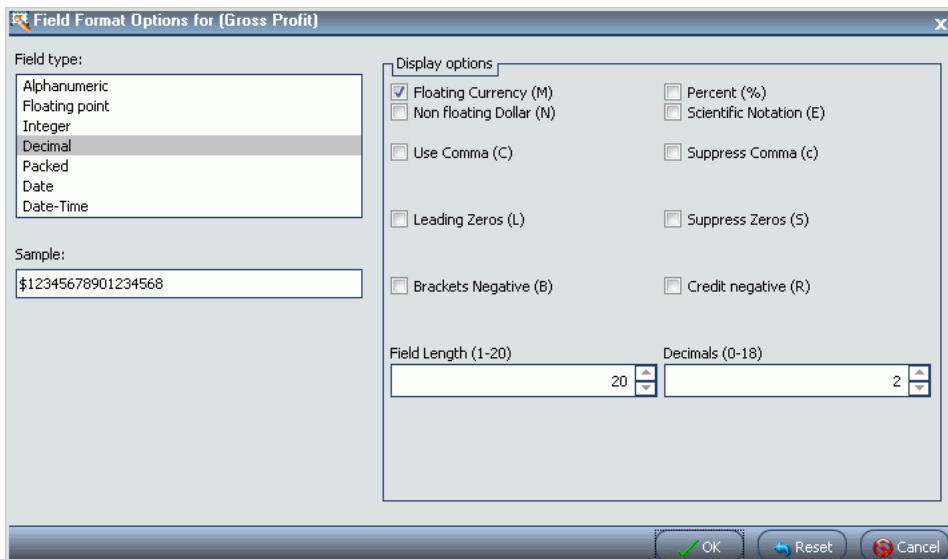 Field Format Options for (Gross Profit)
x
Field type:
Alphanumeric
Floating point
Integer
Decimal
Packed
Date
Date-Time
Sample:
$12345678901234568
Display options
Floating Currency (M)
Percent (%)
Non floating Dollar (N)
Scientific Notation (E)
Use Comma (C)
Suppress Comma (c)
Leading Zeros (L)
Suppress Zeros (S)
Brackets Negative (B)
Credit negative (R)
Field Length (1-20)
Decimals (0-18)
20
2
OK
Reset
Cancel